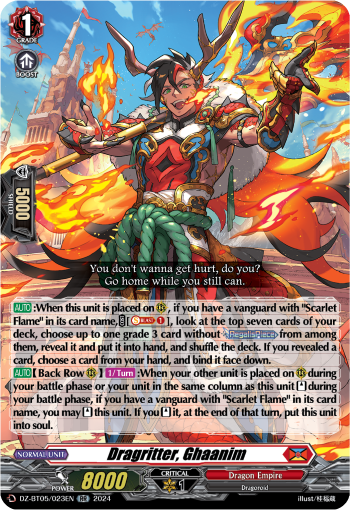 1
GRADE
BOOST
5000
SHIELD
You don't wanna get hurt, do you?
Go home while you still can.
AUTO :When this unit is placed on R, if you have a vanguard with "Scarlet
Flame" in its card name, [BLAST 1], look at the top seven cards of your
deck, choose up to one grade 3 card without RegalisPiece from among
them, reveal it and put it into hand, and shuffle the deck. If you revealed a
card, choose a card from your hand, and bind it face down.
AUTO [Back Row R] 1/Turn :When your other unit is placed on R during
your battle phase or your unit in the same column as this unit [ ] during
your battle phase, if you have a vanguard with "Scarlet Flame" in its card
name, you may [ ] this unit. If you [ ] it, at the end of that turn, put this unit
into soul.
NORMAL UNIT
Dragritter, Ghaanim
POWER 8000
CRITICAL
1
Dragon Empire
Dragroid
DZ-BT05/023EN RR 2024
illust/桂福蔵